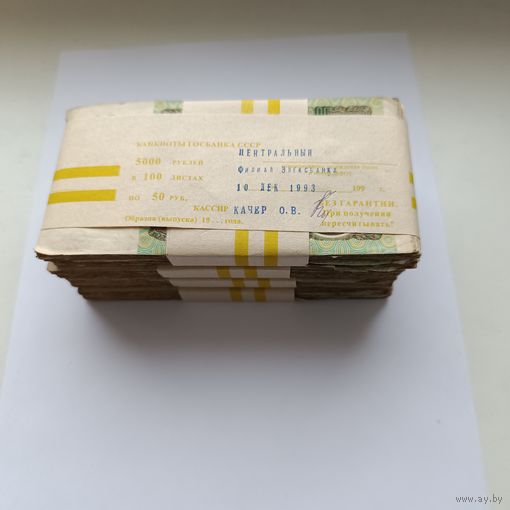 БАНКНОТЫ ГОСБАНКА СССР
ЦЕНТРАЛЬНЫЙ
5000 РУБЛЕЙ
Филиал
В 100 ЛИСТАХ
10 ДЕК 1993 199 г.
ПО 50 РУБ.
КАССИР КАЧЕР О.В.
БЕЗ ГАРАНТИИ
(Образца (выпуска) 19...года.
при получении
пересчитывать!
www.ay.by